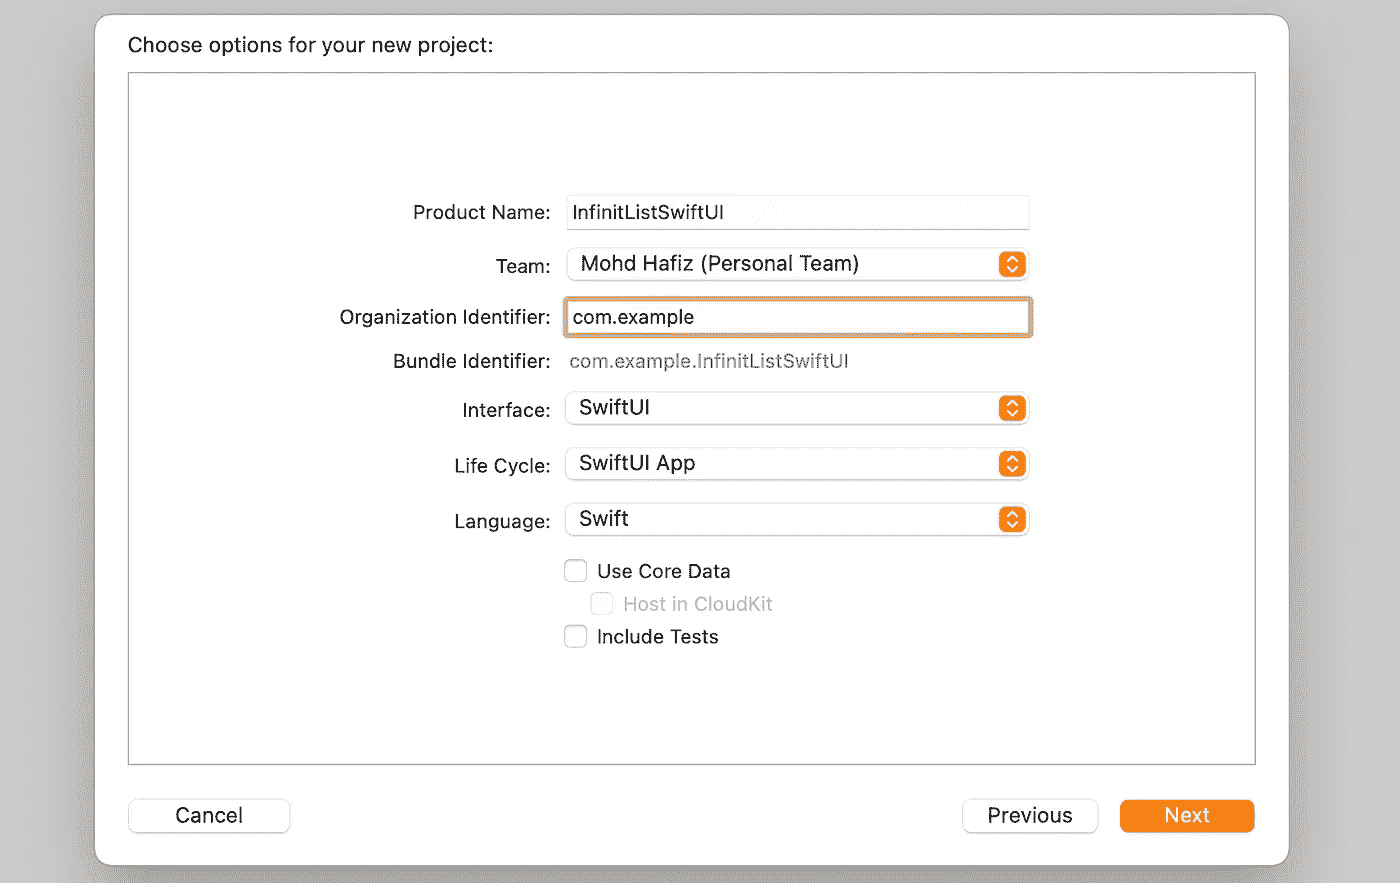 Choose options for your new project:
Product Name: InfinitListSwiftUI
Team: Mohd Hafiz (Personal Team)
Organization Identifier: com.example
Bundle Identifier: com.example.InfinitListSwiftUI
Interface: SwiftUI
Life Cycle: SwiftUI App
Language: Swift
Use Core Data
Host in CloudKit
Include Tests
Cancel Previous Next